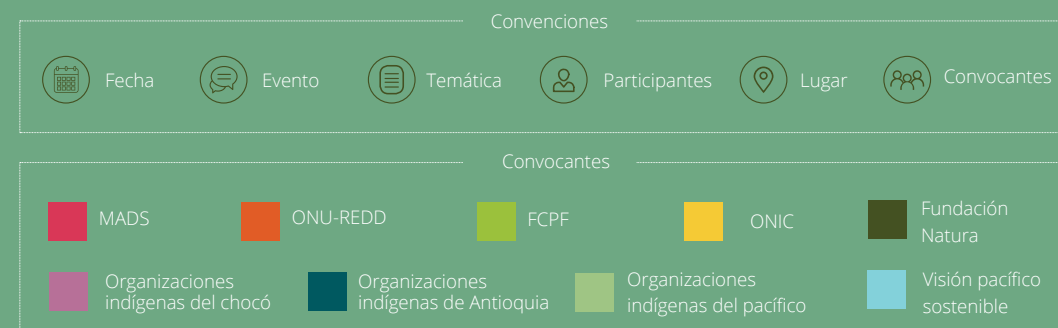 Convenciones
Fecha Evento Temática Participantes Lugar Convocantes
Convocantes
MADS ONU-REDD FCPF ONIC Fundación
Natura
Organizaciones Organizaciones Organizaciones Visión pacífico
indígenas del chocó indígenas de Antioquia indígenas del pacífico sostenible